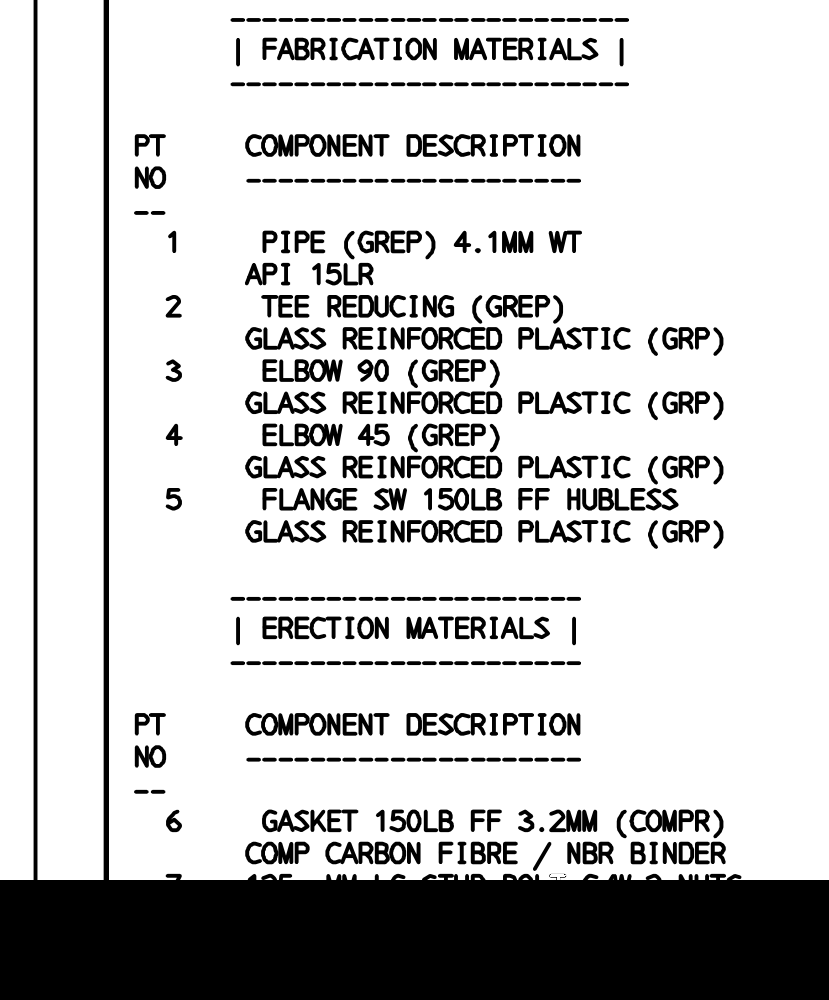 -------------------------
| FABRICATION MATERIALS |
-------------------------
PT COMPONENT DESCRIPTION
NO ---------------------
--
1 PIPE (GREP) 4.1MM WT
API 15LR
2 TEE REDUCING (GREP)
GLASS REINFORCED PLASTIC (GRP)
3 ELBOW 90 (GREP)
GLASS REINFORCED PLASTIC (GRP)
4 ELBOW 45 (GREP)
GLASS REINFORCED PLASTIC (GRP)
5 FLANGE SW 150LB FF HUBLESS
GLASS REINFORCED PLASTIC (GRP)
----------------------
| ERECTION MATERIALS |
----------------------
PT COMPONENT DESCRIPTION
NO ---------------------
--
6 GASKET 150LB FF 3.2MM (COMPR)
COMP CARBON FIBRE / NBR BINDER